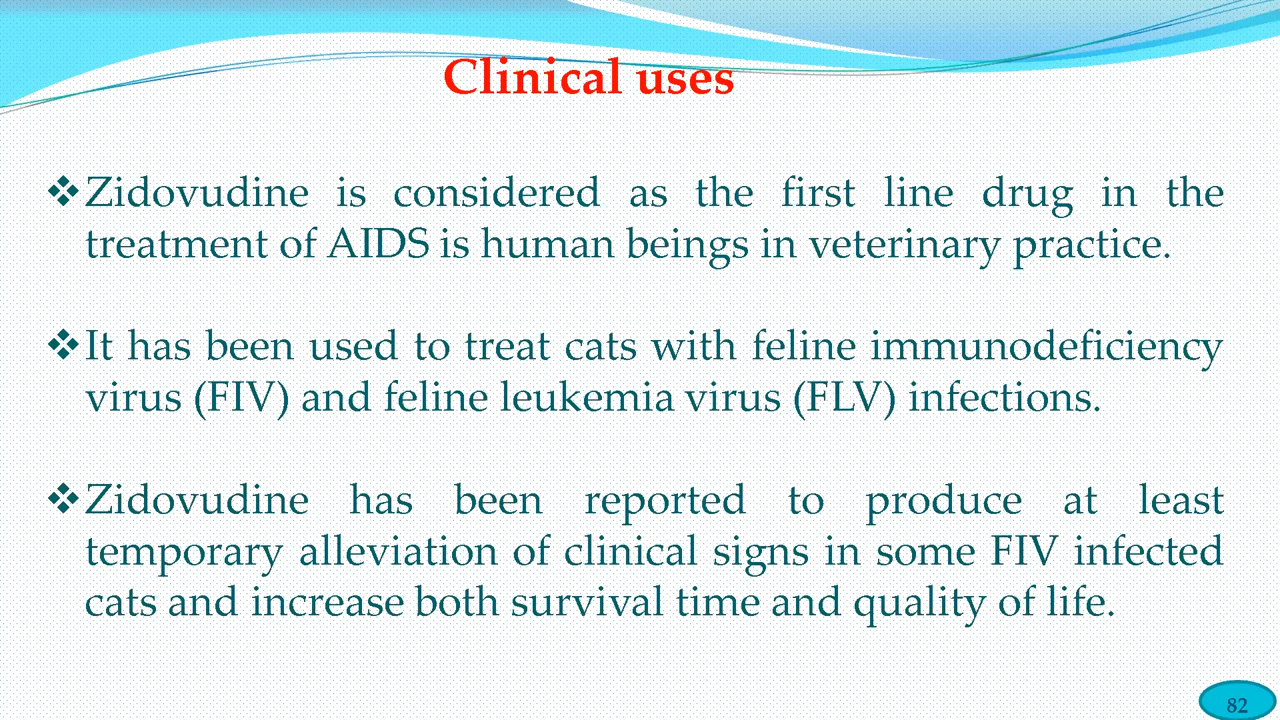 Clinical uses
❖Zidovudine is considered as the first line drug in the
treatment of AIDS is human beings in veterinary practice.
❖It has been used to treat cats with feline immunodeficiency
virus (FIV) and feline leukemia virus (FLV) infections.
❖Zidovudine has been reported to produce at least
temporary alleviation of clinical signs in some FIV infected
cats and increase both survival time and quality of life.
82